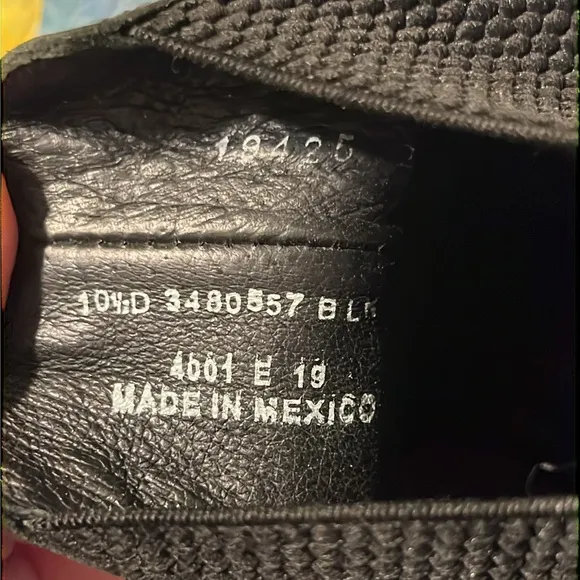 19425
10½D 3480557 BLK
4001 E 19
MADE IN MEXICO